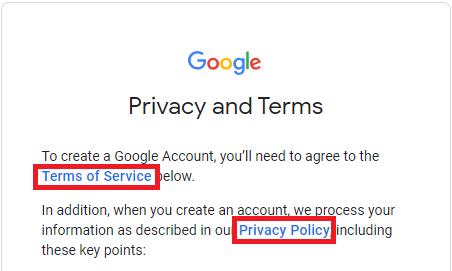 Google
Privacy and Terms
To create a Google Account, you'll need to agree to the
Terms of Service below.
In addition, when you create an account, we process your
information as described in our Privacy Policy, including
these key points: